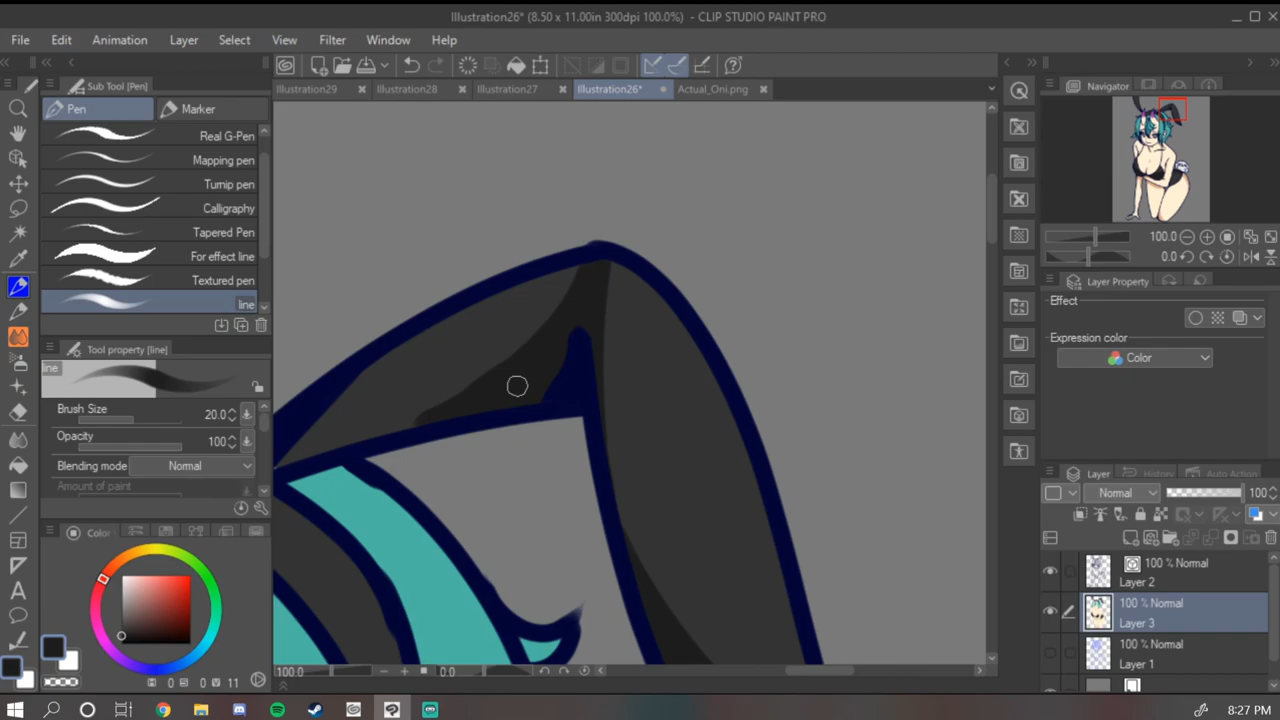 Illustration26* (8.50 x 11.00in 300dpi 100.0%) - CLIP STUDIO PAINT PRO
File Edit Animation Layer Select View Filter Window Help
Sub Tool [Pen]
Illustration29 Illustration28 Illustration27 Illustration26* Actual_Oni.png
Navigator
Pen Marker
Real G-Pen
Mapping pen
Turnip pen
Calligraphy
Tapered Pen
For effect line
Textured pen
line
100.0
0.0
Layer Property
Effect
Expression color
Color
Tool property [line]
line
Brush Size 20.0
Opacity 100
Blending mode Normal
Amount of paint
Layer History Auto Action
Normal 100
Color
100 % Normal
Layer 2
100 % Normal
Layer 3
100 % Normal
Layer 1
100.0 0.0
H 0 S 0 V 11
8:27 PM